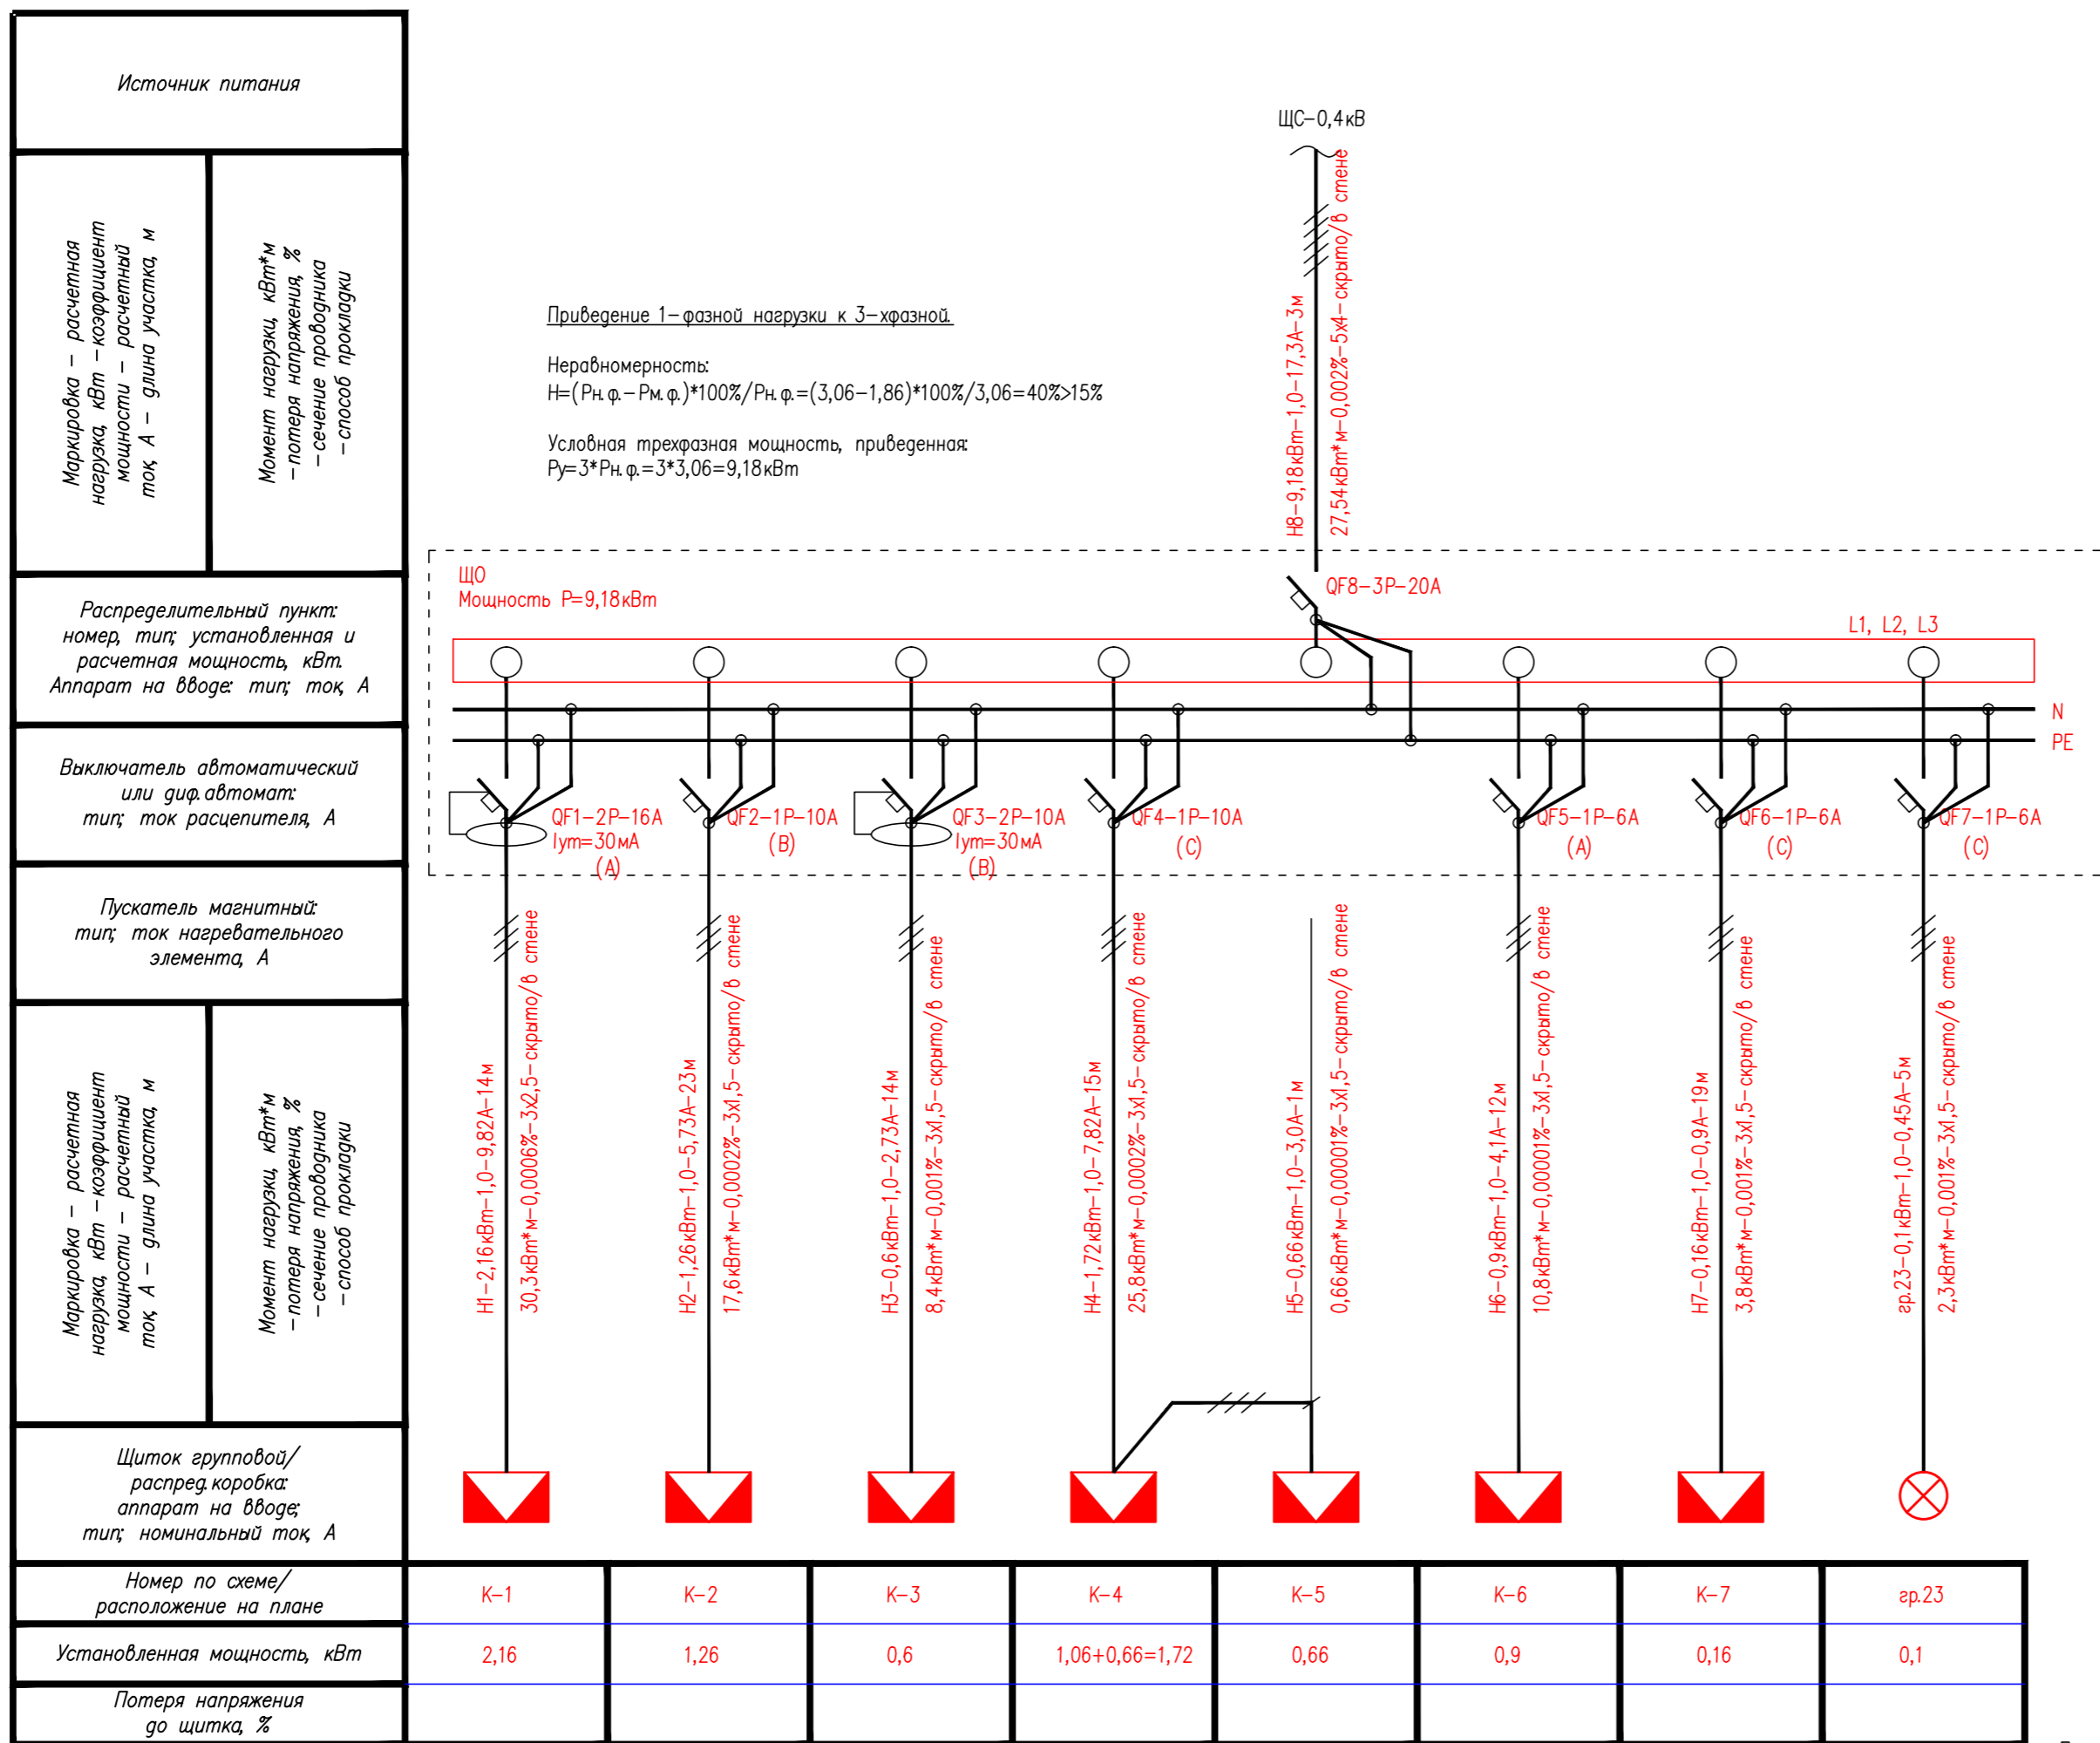 Источник питания
Маркировка – расчетная
нагрузка, кВт –коэффициент
мощности – расчетный
ток, А – длина участка, м
Момент нагрузки, кВт*м
–потеря напряжения, %
–сечение проводника
–способ прокладки
Распределительный пункт:
номер, тип; установленная и
расчетная мощность, кВт.
Аппарат на вводе: тип; ток, А
Выключатель автоматический
или диф.автомат:
тип; ток расцепителя, А
Пускатель магнитный:
тип; ток нагревательного
элемента, А
Маркировка – расчетная
нагрузка, кВт –коэффициент
мощности – расчетный
ток, А – длина участка, м
Момент нагрузки, кВт*м
–потеря напряжения, %
–сечение проводника
–способ прокладки
Щиток групповой/
распред.коробка:
аппарат на вводе;
тип; номинальный ток, А
ЩС–0,4кВ
Приведение 1–фазной нагрузки к 3–хфазной.
Неравномерность:
Н=(Рн.ф.–Рм.ф.)*100%/Рн.ф.=(3,06–1,86)*100%/3,06=40%>15%
Условная трехфазная мощность, приведенная:
Ру=3*Рн.ф.=3*3,06=9,18кВт
Н8–9,18кВт–1,0–17,3А–3м
27,54кВт*м–0,002%–5х4–скрыто/в стене
ЩО
Мощность Р=9,18кВт
QF8–3Р–20А
L1, L2, L3
N
PE
QF1–2Р–16А
Iут=30мА
(А)
QF2–1Р–10А
(В)
QF3–2Р–10А
Iут=30мА
(В)
QF4–1Р–10А
(С)
QF5–1Р–6А
(А)
QF6–1Р–6А
(С)
QF7–1Р–6А
(С)
Н1–2,16кВт–1,0–9,82А–14м
30,3кВт*м–0,0006%–3х2,5–скрыто/в стене
Н2–1,26кВт–1,0–5,73А–23м
17,6кВт*м–0,0002%–3х1,5–скрыто/в стене
Н3–0,6кВт–1,0–2,73А–14м
8,4кВт*м–0,001%–3х1,5–скрыто/в стене
Н4–1,72кВт–1,0–7,82А–15м
25,8кВт*м–0,0002%–3х1,5–скрыто/в стене
Н5–0,66кВт–1,0–3,0А–1м
0,66кВт*м–0,00001%–3х1,5–скрыто/в стене
Н6–0,9кВт–1,0–4,1А–12м
10,8кВт*м–0,00001%–3х1,5–скрыто/в стене
Н7–0,16кВт–1,0–0,9А–19м
3,8кВт*м–0,001%–3х1,5–скрыто/в стене
гр.23–0,1кВт–1,0–0,45А–5м
2,3кВт*м–0,001%–3х1,5–скрыто/в стене
Номер по схеме/
расположение на плане
К–1 К–2 К–3 К–4 К–5 К–6 К–7 гр.23
Установленная мощность, кВт 2,16 1,26 0,6 1,06+0,66=1,72 0,66 0,9 0,16 0,1
Потеря напряжения
до щитка, %